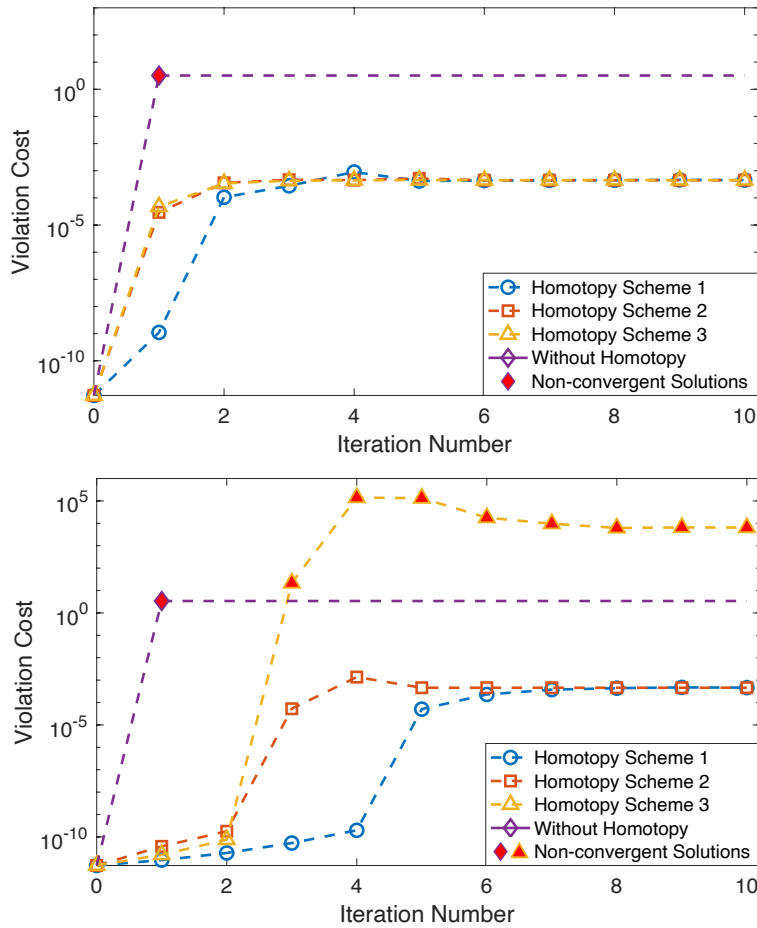 10^0
10^-5
10^-10
Violation Cost
0
2
4
6
8
10
Iteration Number
Homotopy Scheme 1
Homotopy Scheme 2
Homotopy Scheme 3
Without Homotopy
Non-convergent Solutions
10^5
10^0
10^-5
10^-10
Violation Cost
0
2
4
6
8
10
Iteration Number
Homotopy Scheme 1
Homotopy Scheme 2
Homotopy Scheme 3
Without Homotopy
Non-convergent Solutions